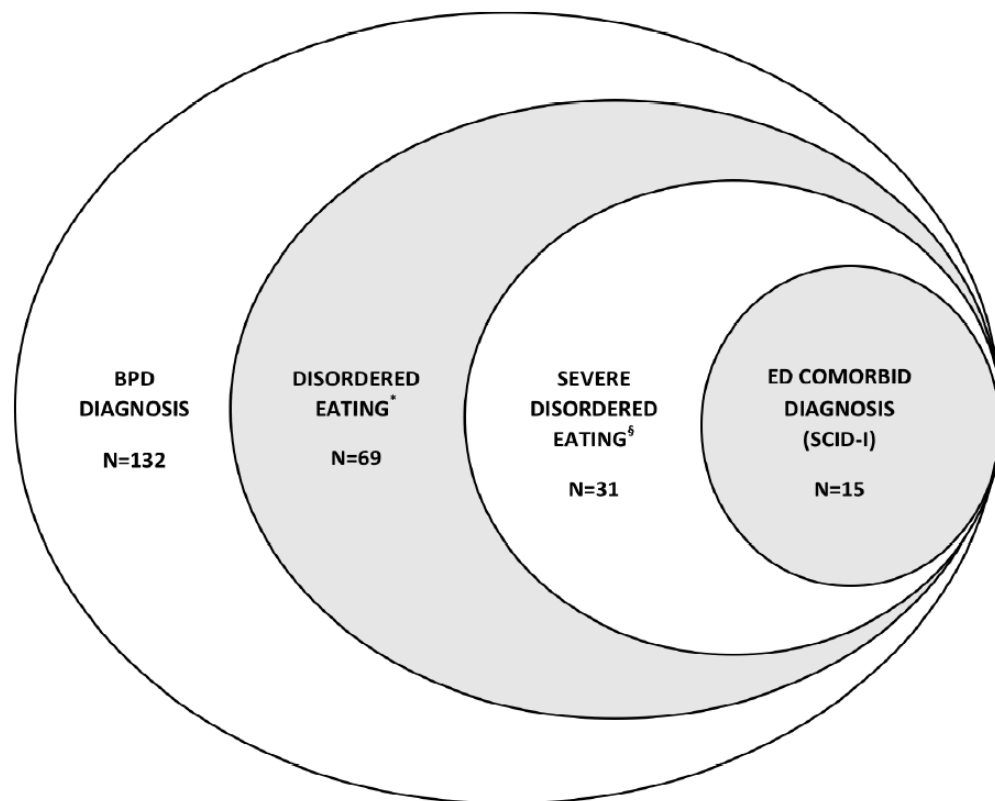 BPD
DIAGNOSIS
N=132
DISORDERED
EATING*
N=69
SEVERE
DISORDERED
EATING§
N=31
ED COMORBID
DIAGNOSIS
(SCID-I)
N=15